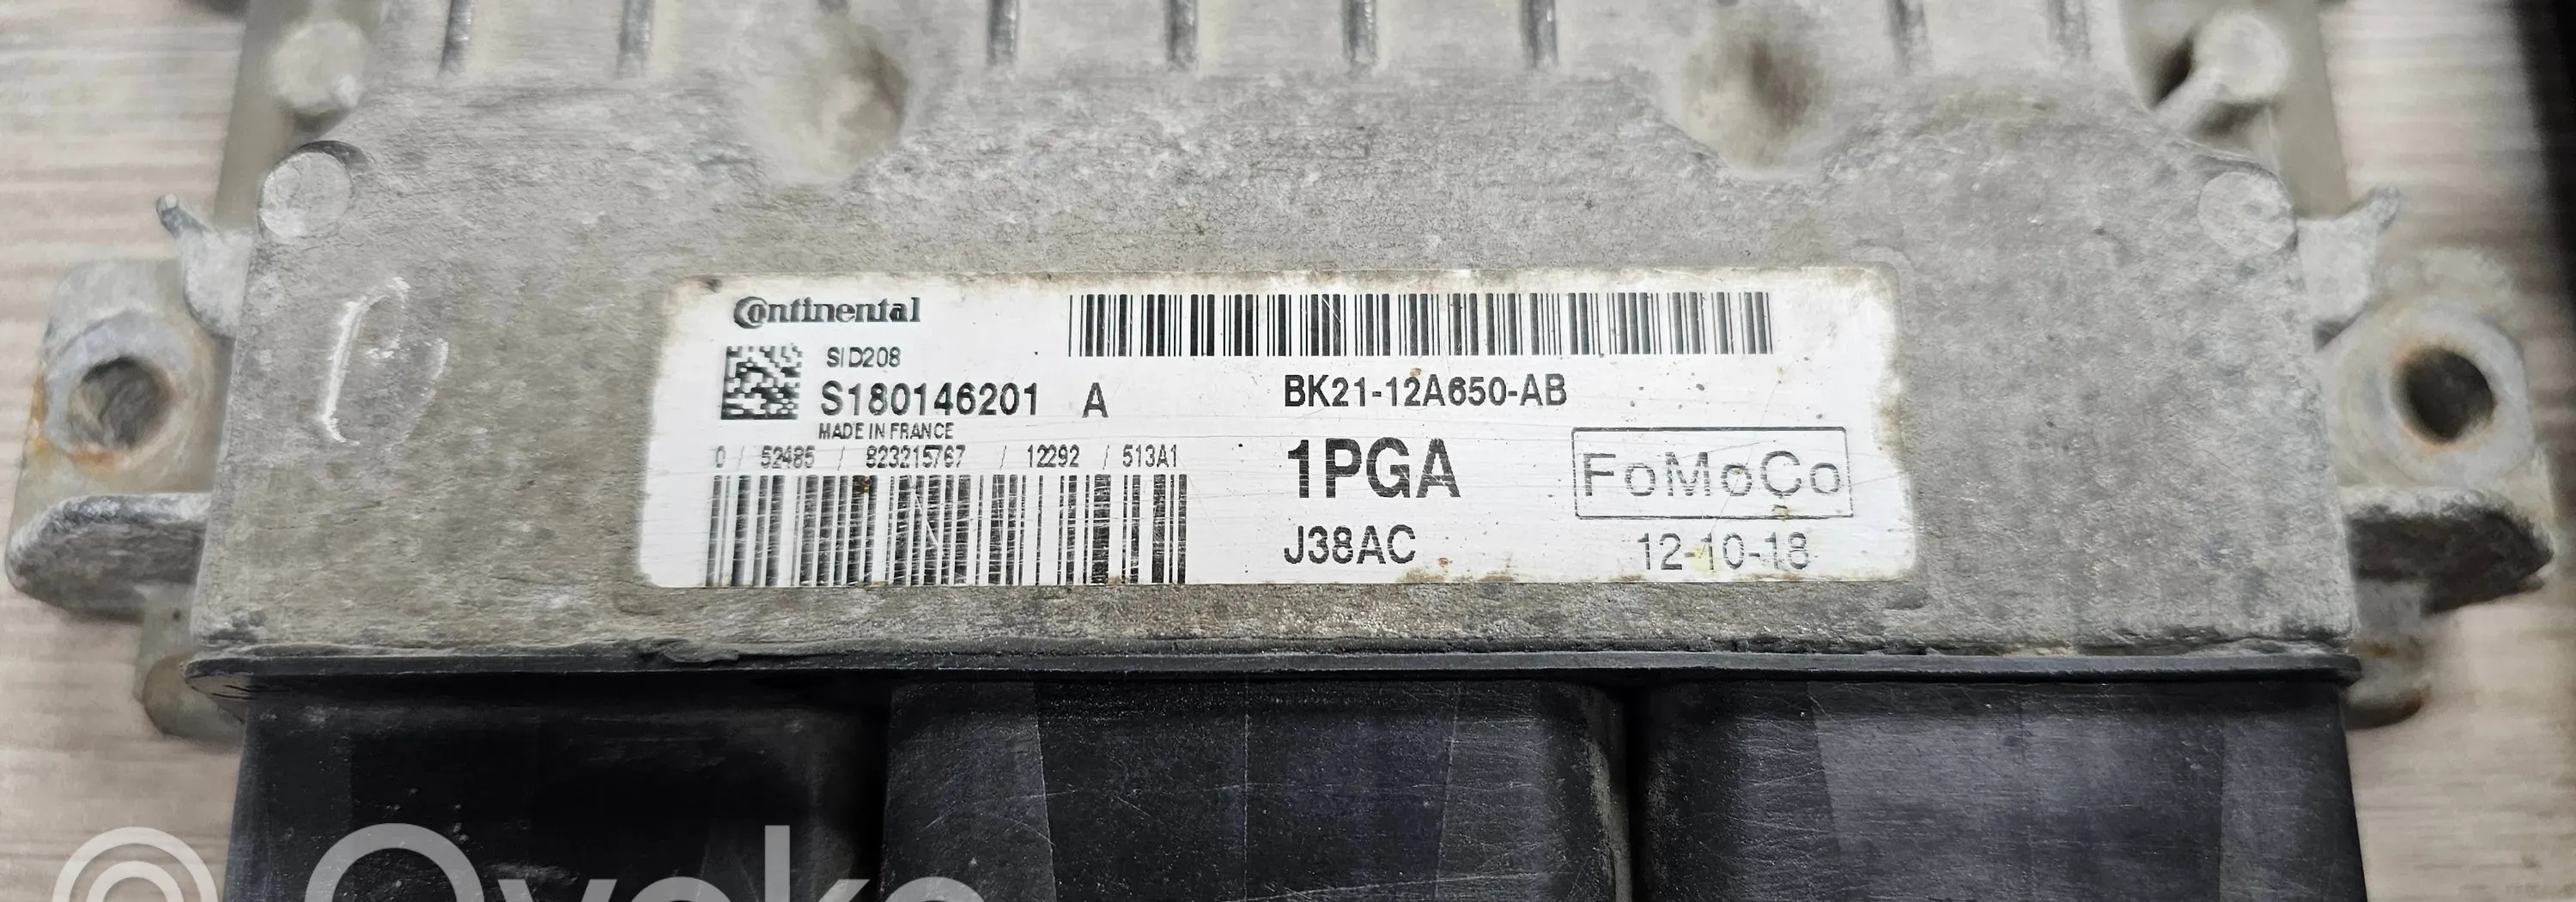 Continental
SID208
S180146201 A
MADE IN FRANCE
0 / 52485 / 823215767 / 12292 / 513A1
BK21-12A650-AB
1PGA
FoMoCo
J38AC
12-10-18
Ovoko